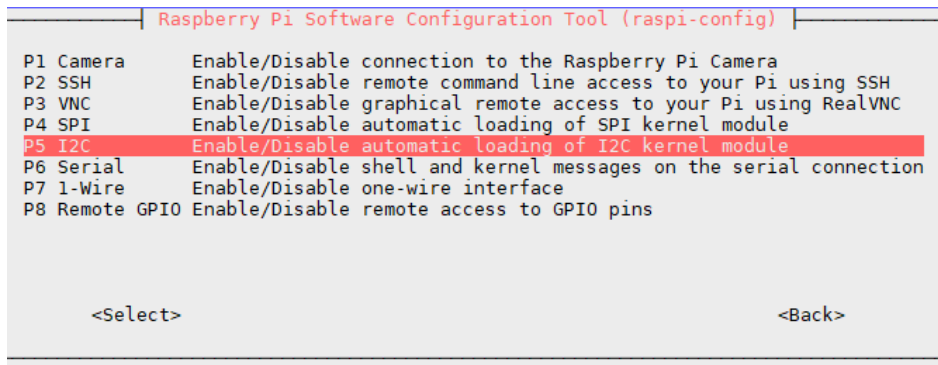 Raspberry Pi Software Configuration Tool (raspi-config)
P1 Camera Enable/Disable connection to the Raspberry Pi Camera
P2 SSH Enable/Disable remote command line access to your Pi using SSH
P3 VNC Enable/Disable graphical remote access to your Pi using RealVNC
P4 SPI Enable/Disable automatic loading of SPI kernel module
P5 I2C Enable/Disable automatic loading of I2C kernel module
P6 Serial Enable/Disable shell and kernel messages on the serial connection
P7 1-Wire Enable/Disable one-wire interface
P8 Remote GPIO Enable/Disable remote access to GPIO pins
<Select> <Back>